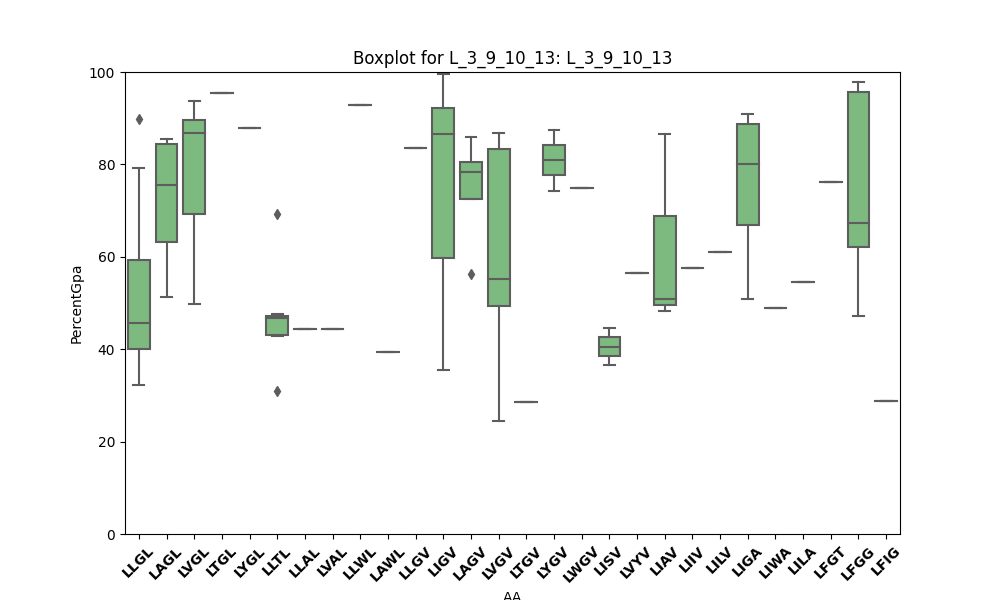 Boxplot for L_3_9_10_13: L_3_9_10_13
100
80
60
40
20
0
PercentGpa
LLGL LAGL LVGL LTGL LYGL LLTL LLAL LVAL LLWL LAWL LLGV LIGV LAGV LVGV LTGV LYGV LWGV LISV LVYV LIAV LIIV LILV LIGA LIWA LILA LFGT LFGG LFIG
AA